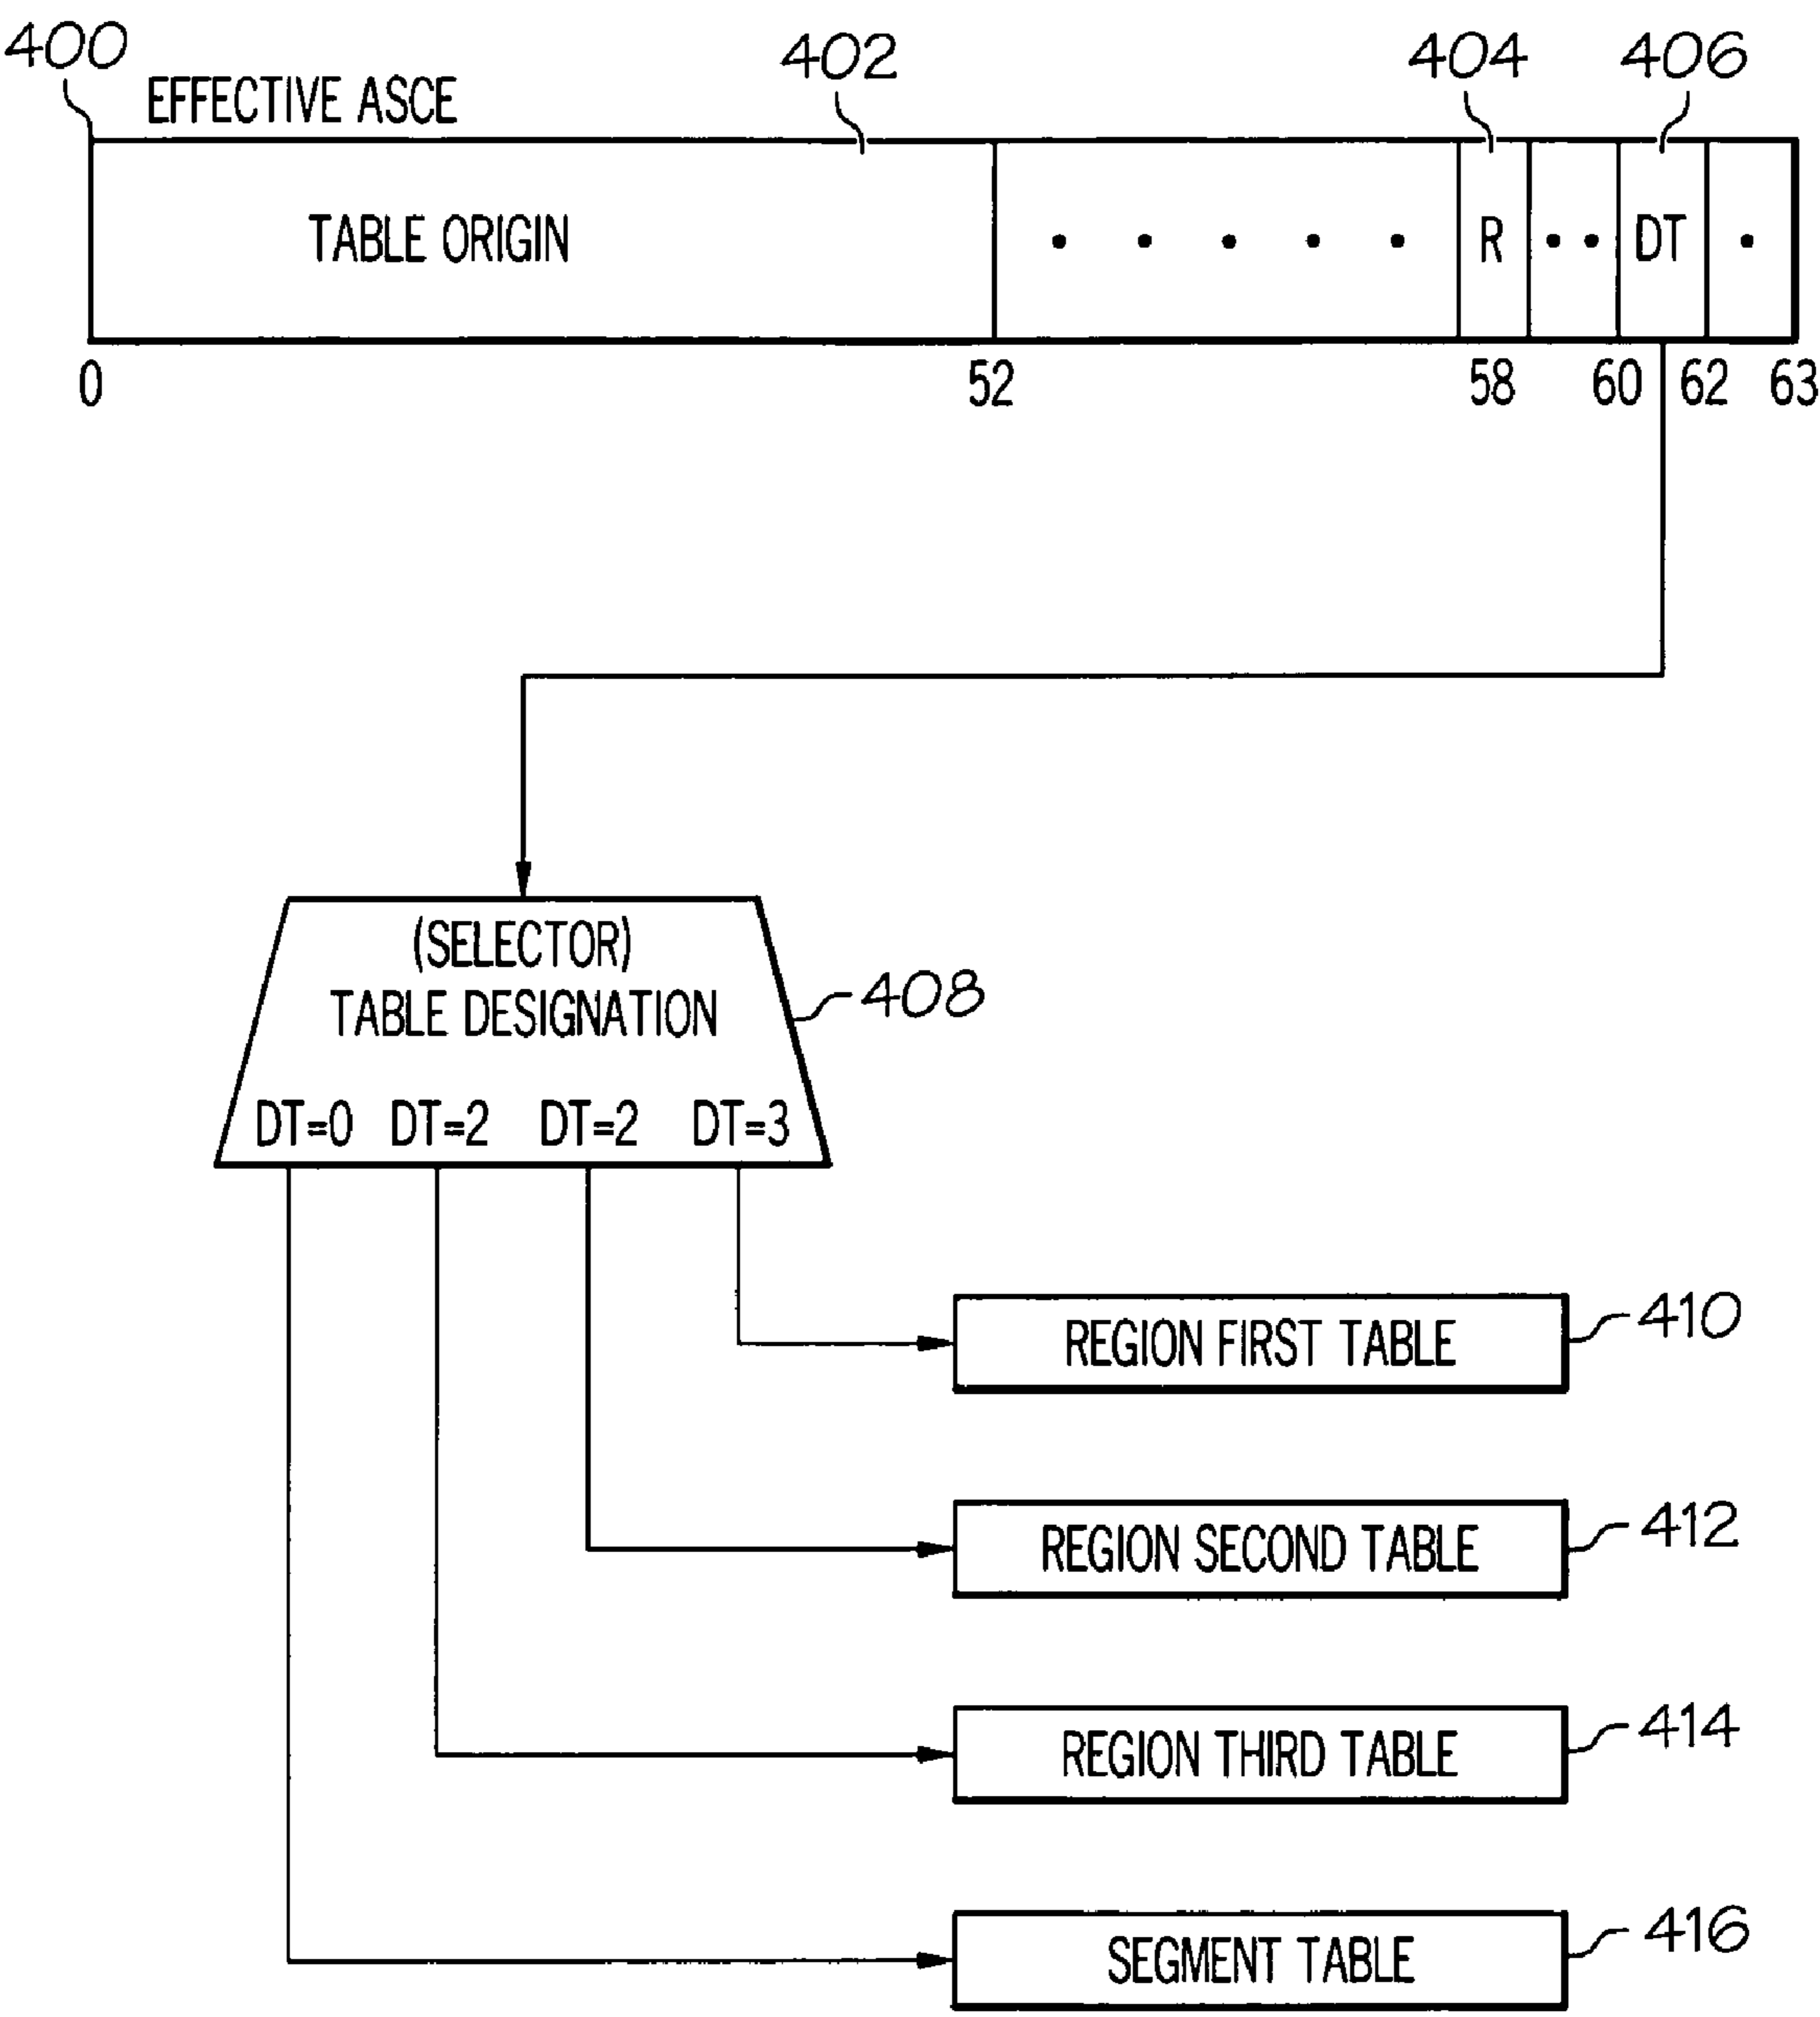 400 402 404 406
EFFECTIVE ASCE
TABLE ORIGIN • • • • • R • • DT •
0 52 58 60 62 63
(SELECTOR)
TABLE DESIGNATION
408
DT=0 DT=2 DT=2 DT=3
REGION FIRST TABLE 410
REGION SECOND TABLE 412
REGION THIRD TABLE 414
SEGMENT TABLE 416